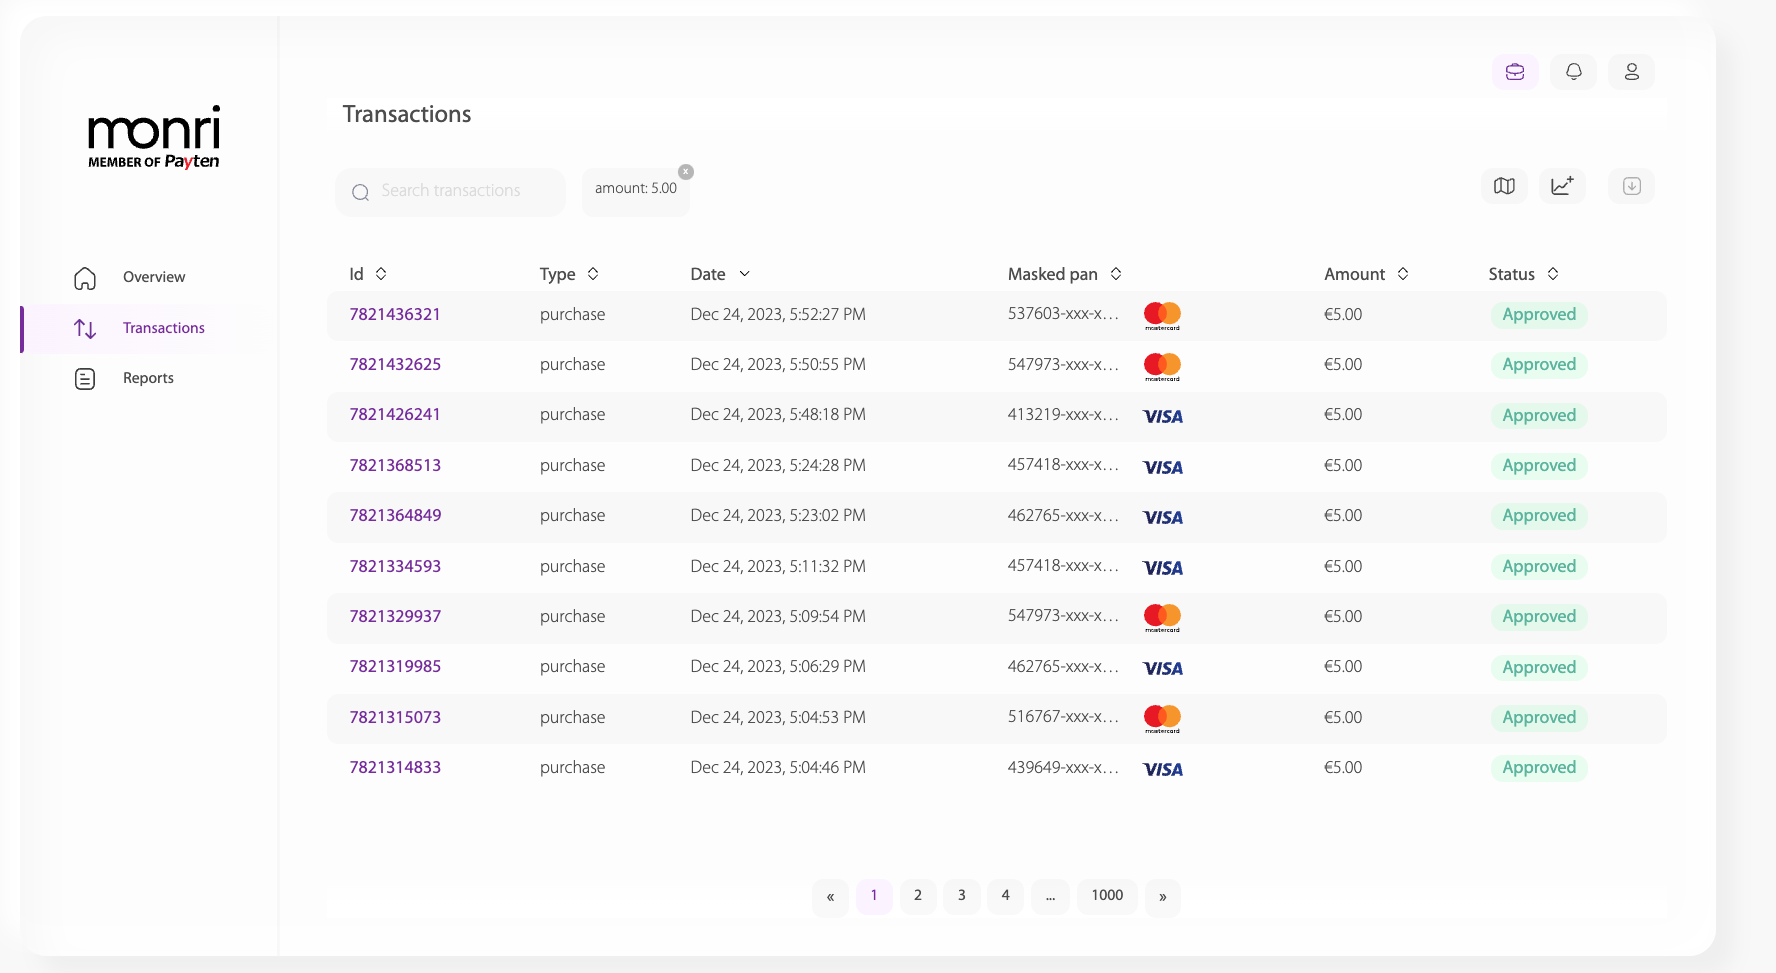 monri
MEMBER OF Payten
Overview
Transactions
Reports
Transactions
Search transactions
amount: 5.00
x
Id Type Date Masked pan Amount Status
7821436321 purchase Dec 24, 2023, 5:52:27 PM 537603-xxx-x... mastercard €5.00 Approved
7821432625 purchase Dec 24, 2023, 5:50:55 PM 547973-xxx-x... mastercard €5.00 Approved
7821426241 purchase Dec 24, 2023, 5:48:18 PM 413219-xxx-x... VISA €5.00 Approved
7821368513 purchase Dec 24, 2023, 5:24:28 PM 457418-xxx-x... VISA €5.00 Approved
7821364849 purchase Dec 24, 2023, 5:23:02 PM 462765-xxx-x... VISA €5.00 Approved
7821334593 purchase Dec 24, 2023, 5:11:32 PM 457418-xxx-x... VISA €5.00 Approved
7821329937 purchase Dec 24, 2023, 5:09:54 PM 547973-xxx-x... mastercard €5.00 Approved
7821319985 purchase Dec 24, 2023, 5:06:29 PM 462765-xxx-x... VISA €5.00 Approved
7821315073 purchase Dec 24, 2023, 5:04:53 PM 516767-xxx-x... mastercard €5.00 Approved
7821314833 purchase Dec 24, 2023, 5:04:46 PM 439649-xxx-x... VISA €5.00 Approved
« 1 2 3 4 ... 1000 »